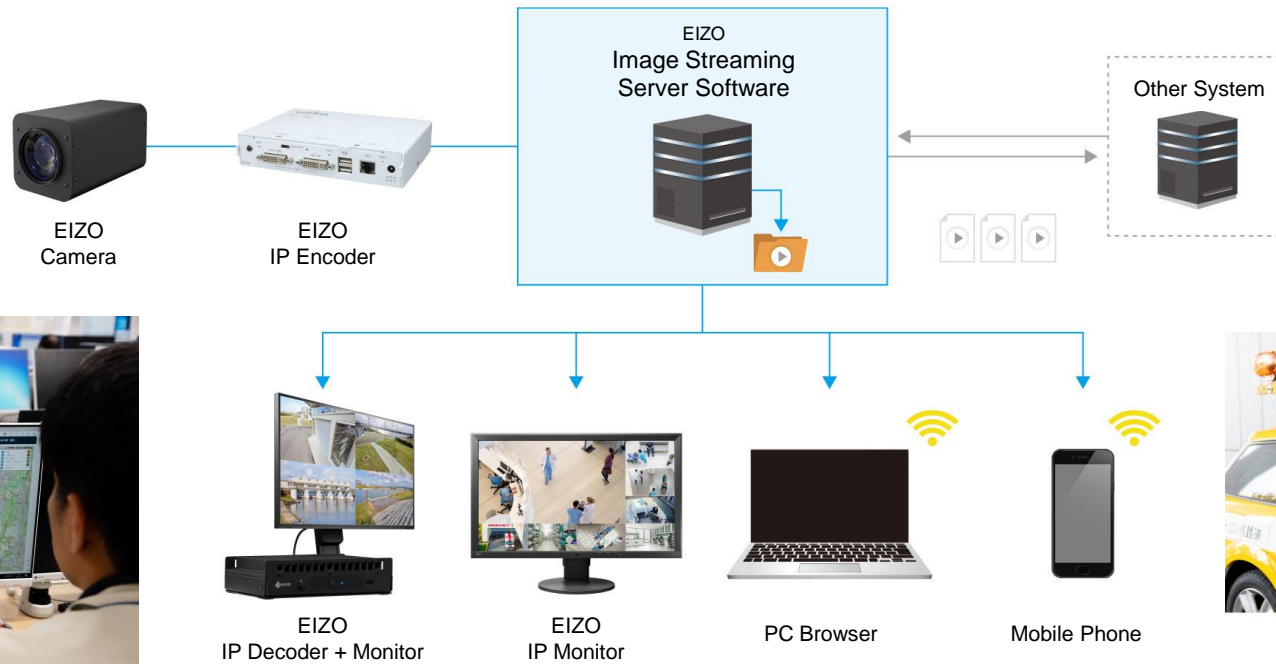 EIZO
Image Streaming
Server Software
Other System
EIZO
Camera
EIZO
IP Encoder
EIZO
IP Decoder + Monitor
EIZO
IP Monitor
PC Browser
Mobile Phone